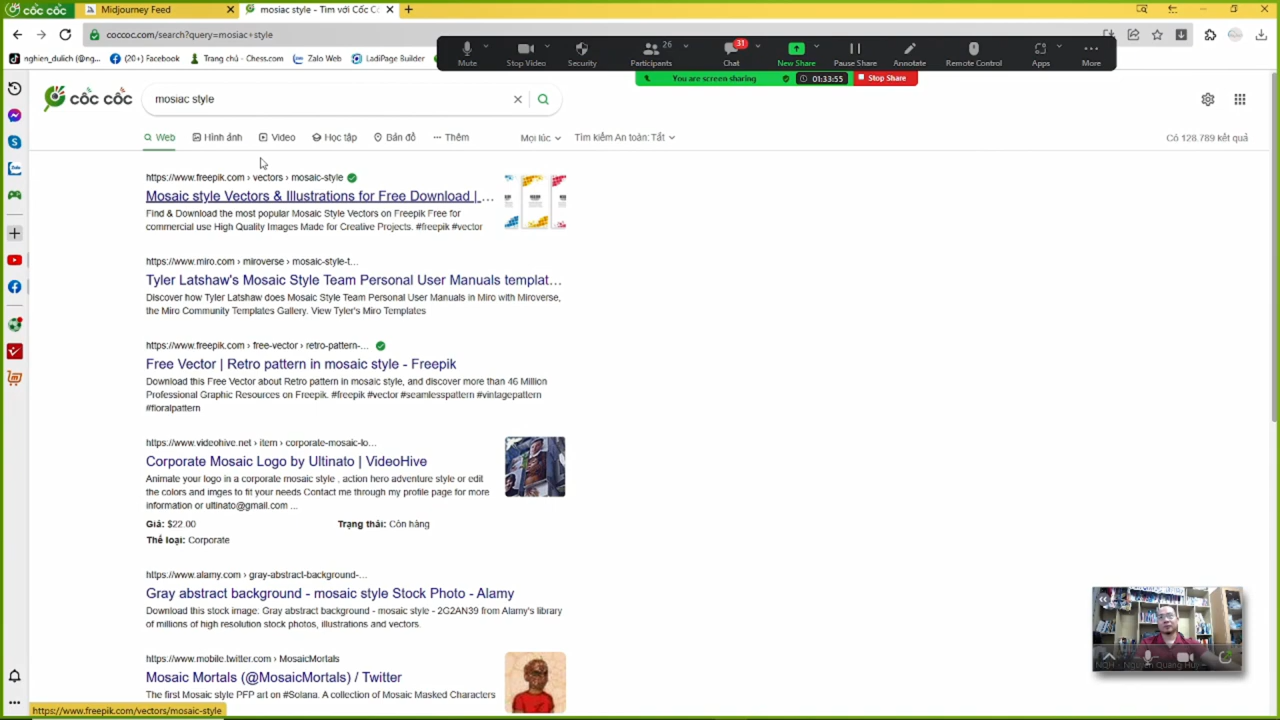 cốc cốc
Midjourney Feed
mosiac style - Tìm với Cốc C
coccoc.com/search?query=mosiac+style
nghien_dulich (@ng...
(20+) Facebook
Trang chủ - Chess.com
Zalo Web
LadiPage Builder
Mute
Stop Video
Security
26
Participants
31
Chat
New Share
Pause Share
Annotate
Remote Control
Apps
More
You are screen sharing
01:33:55
Stop Share
cốc cốc
mosiac style
Web
Hình ảnh
Video
Học tập
Bản đồ
Thêm
Mọi lúc
Tìm kiếm An toàn: Tắt
Có 128.789 kết quả
https://www.freepik.com › vectors › mosaic-style
Mosaic style Vectors & Illustrations for Free Download | ...
Find & Download the most popular Mosaic Style Vectors on Freepik Free for
commercial use High Quality Images Made for Creative Projects. #freepik #vector
https://www.miro.com › miroverse › mosaic-style-t...
Tyler Latshaw's Mosaic Style Team Personal User Manuals templat...
Discover how Tyler Latshaw does Mosaic Style Team Personal User Manuals in Miro with Miroverse,
the Miro Community Templates Gallery. View Tyler's Miro Templates
https://www.freepik.com › free-vector › retro-pattern-...
Free Vector | Retro pattern in mosaic style - Freepik
Download this Free Vector about Retro pattern in mosaic style, and discover more than 46 Million
Professional Graphic Resources on Freepik. #freepik #vector #seamlesspattern #vintagepattern
#floralpattern
https://www.videohive.net › item › corporate-mosaic-lo...
Corporate Mosaic Logo by Ultinato | VideoHive
Animate your logo in a corporate mosaic style , action hero adventure style or edit
the colors and imges to fit your needs Contact me through my profile page for more
information or ultinato@gmail.com ...
Giá: $22.00
Trạng thái: Còn hàng
Thể loại: Corporate
https://www.alamy.com › gray-abstract-background-...
Gray abstract background - mosaic style Stock Photo - Alamy
Download this stock image. Gray abstract background - mosaic style - 2G2AN39 from Alamy's library
of millions of high resolution stock photos, illustrations and vectors.
https://www.mobile.twitter.com › MosaicMortals
Mosaic Mortals (@MosaicMortals) / Twitter
The first Mosaic style PFP art on #Solana. A collection of Mosaic Masked Characters
NQH - Nguyen Quang Huy
https://www.freepik.com/vectors/mosaic-style